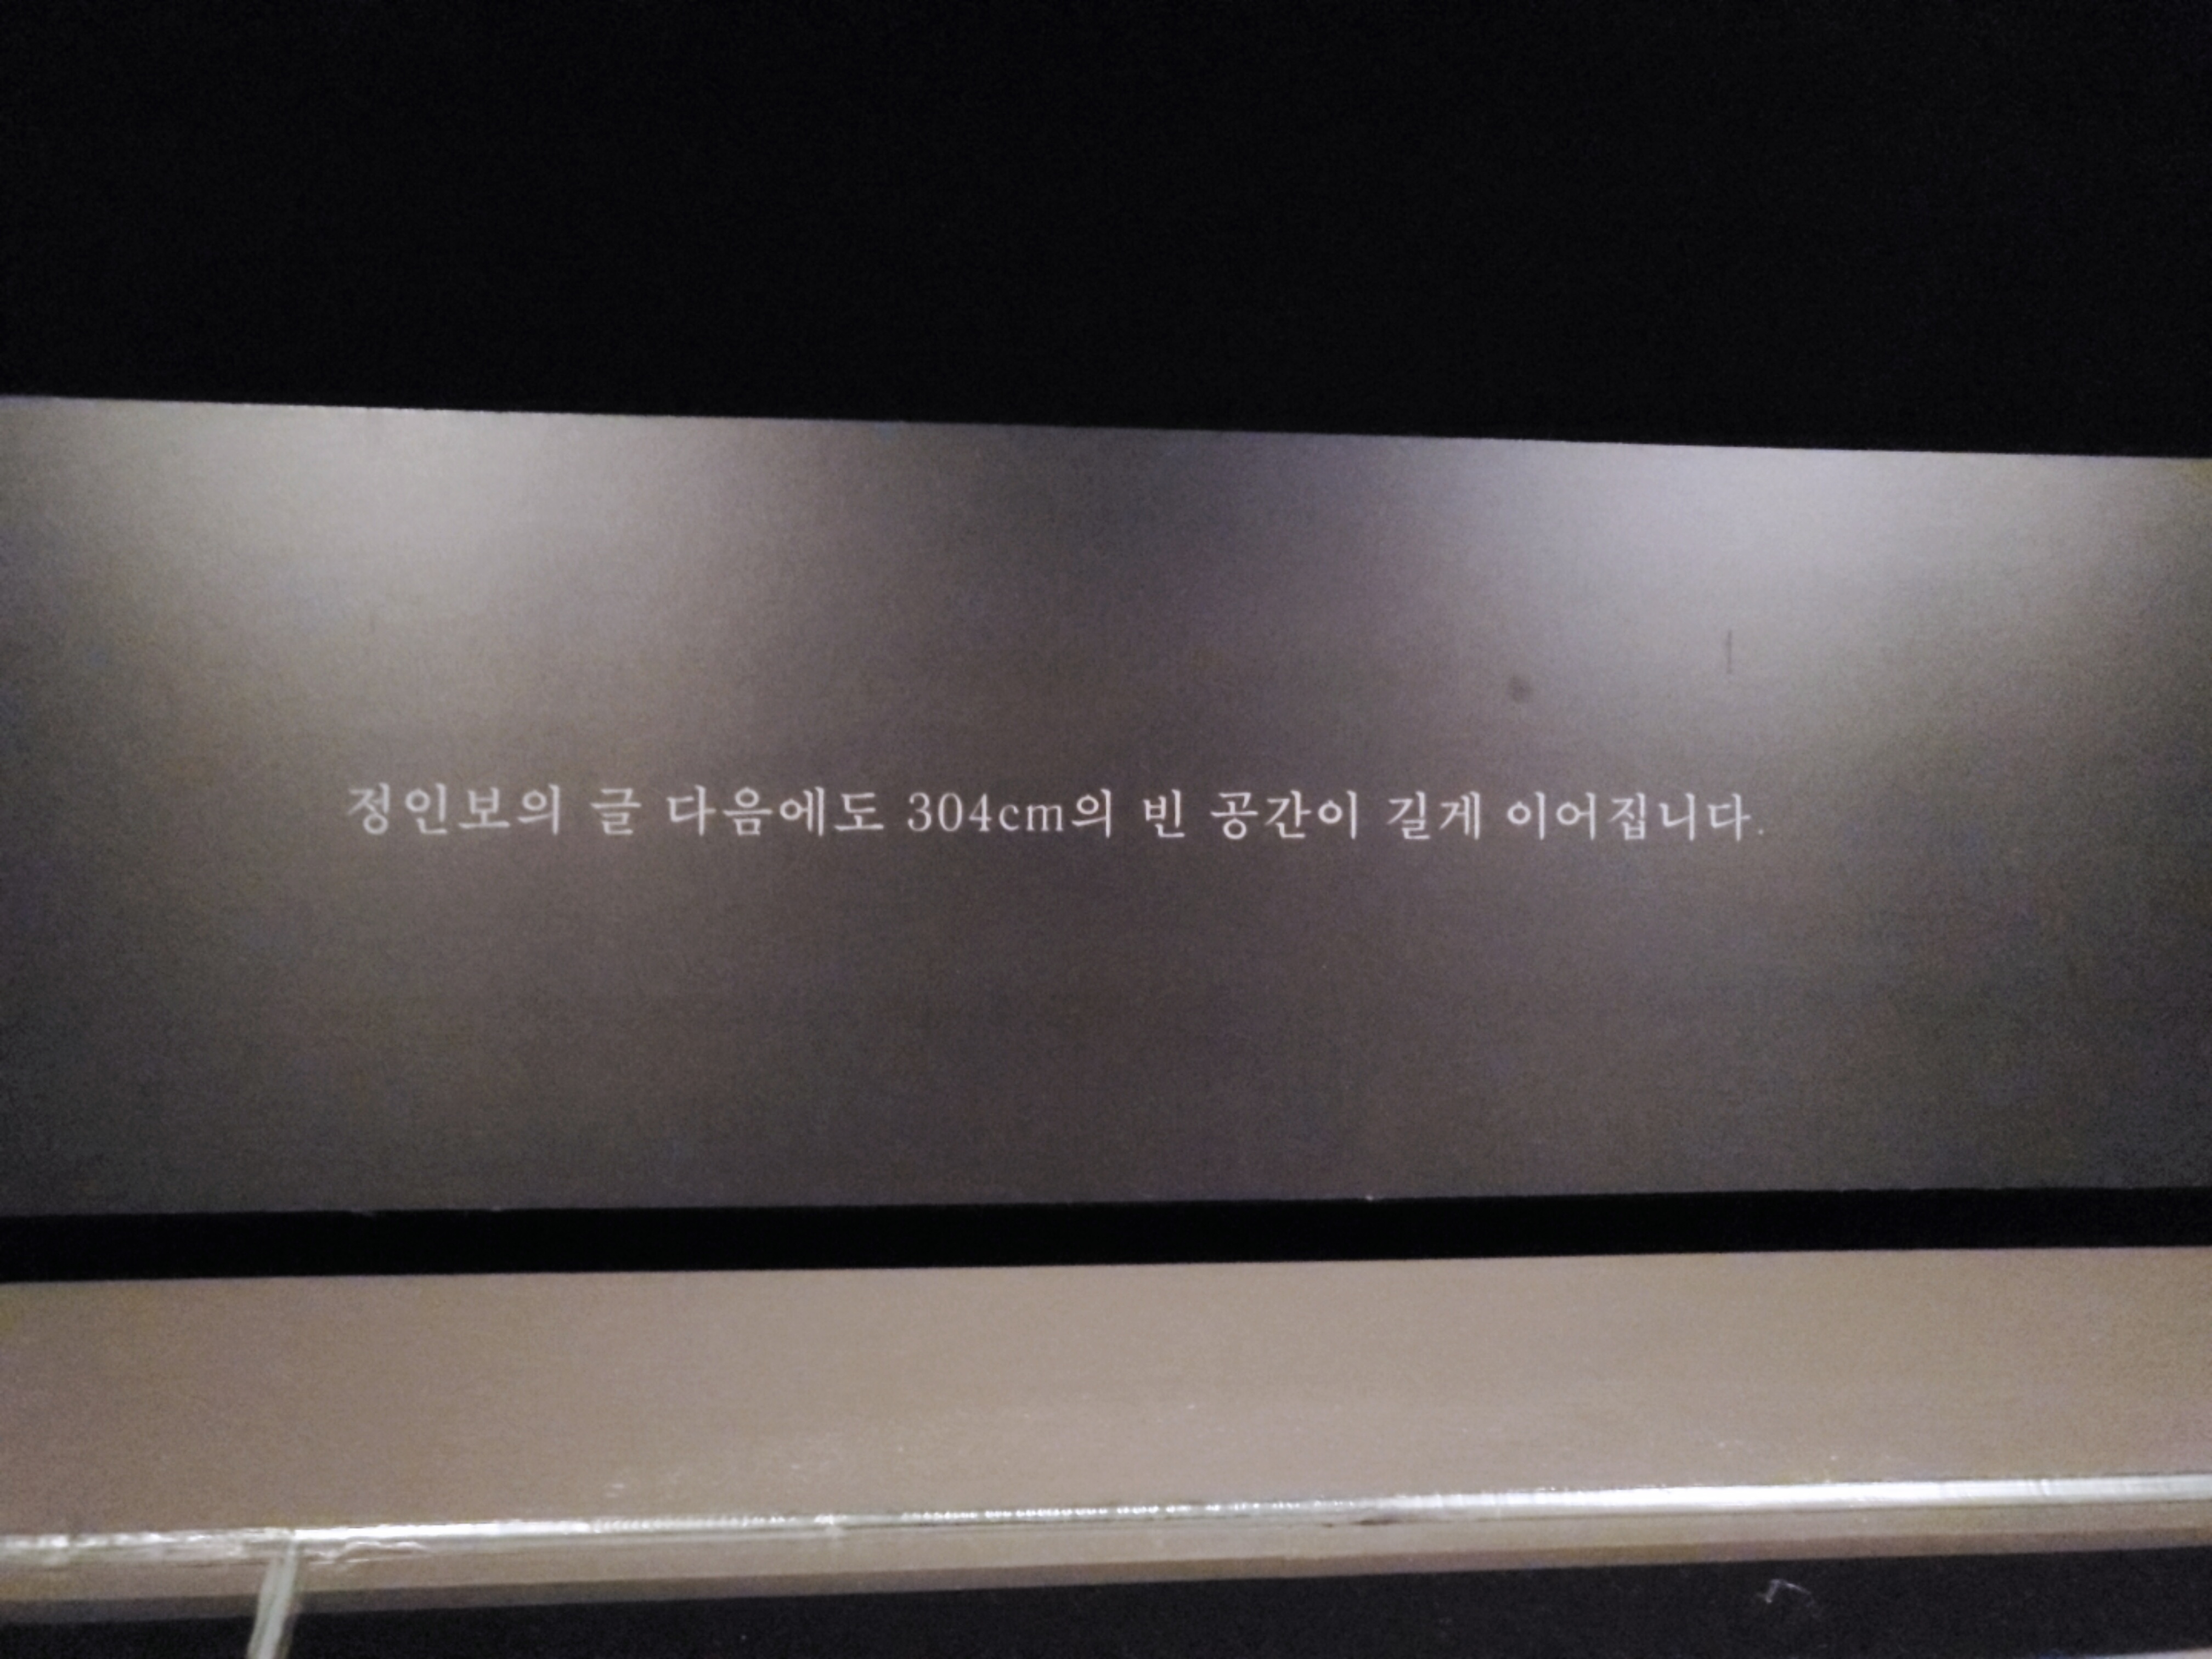 정인보의 글 다음에도 304cm의 빈 공간이 길게 이어집니다.